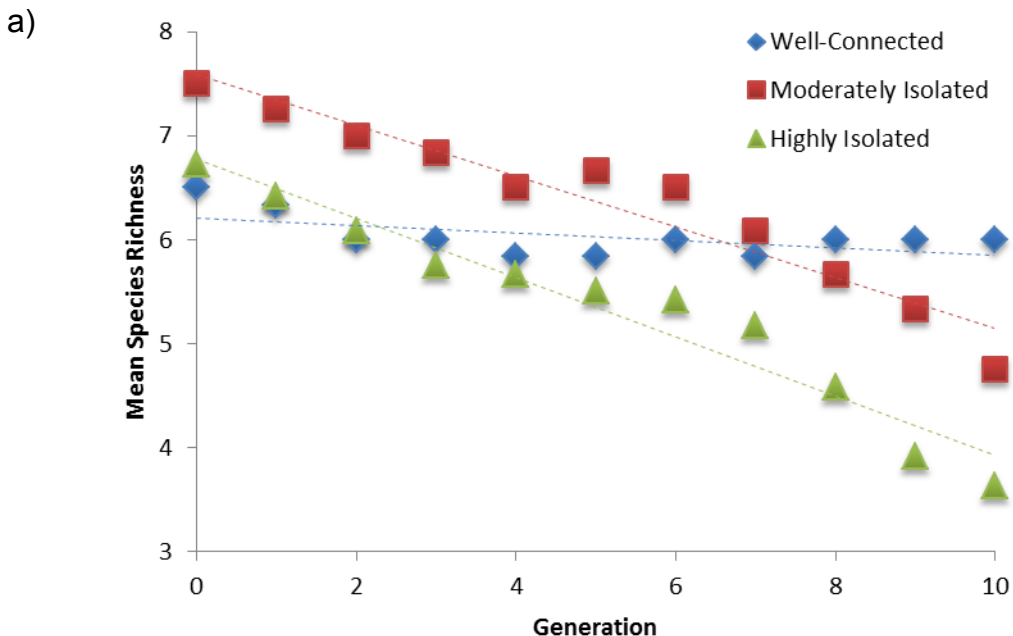 a)
8
7
6
5
4
3
Mean Species Richness
Well-Connected
Moderately Isolated
Highly Isolated
0 2 4 6 8 10
Generation